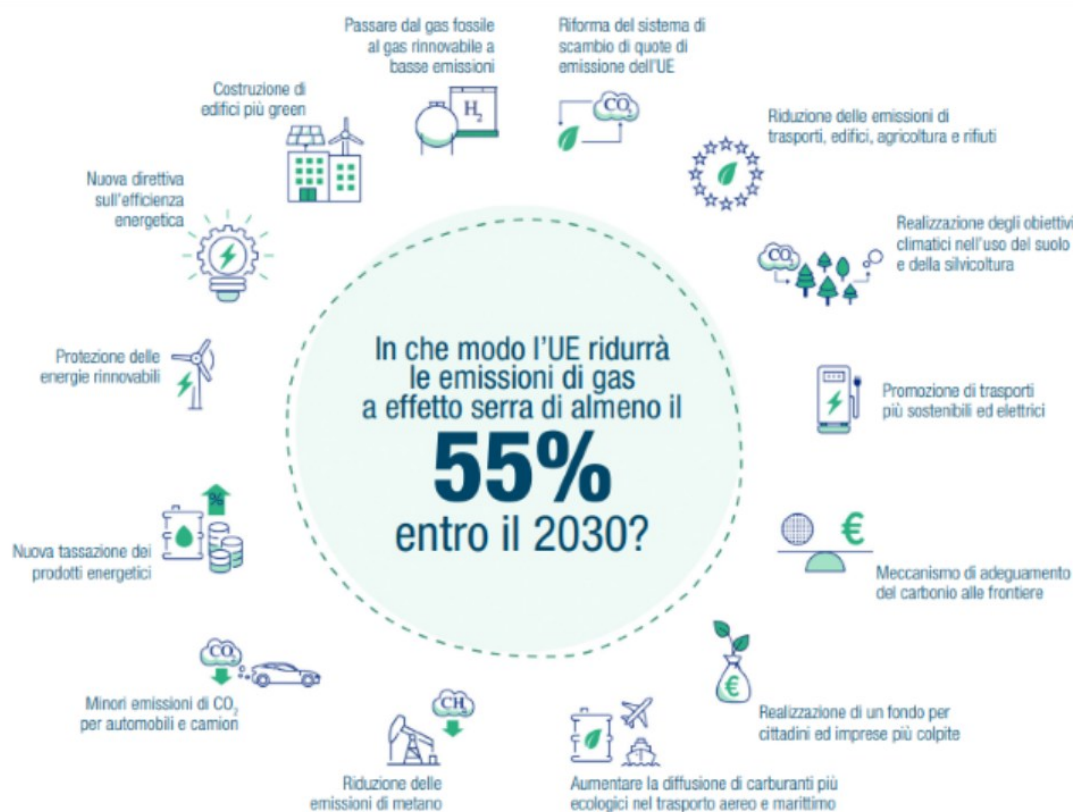 In che modo l'UE ridurrà
le emissioni di gas
a effetto serra di almeno il
55%
entro il 2030?
Passare dal gas fossile
al gas rinnovabile a
basse emissioni
H₂
Riforma del sistema di
scambio di quote di
emissione dell'UE
CO₂
Riduzione delle emissioni di
trasporti, edifici, agricoltura e rifiuti
Realizzazione degli obiettivi
climatici nell'uso del suolo
e della silvicoltura
CO₂
Promozione di trasporti
più sostenibili ed elettrici
€
Meccanismo di adeguamento
del carbonio alle frontiere
€
Realizzazione di un fondo per
cittadini ed imprese più colpite
Aumentare la diffusione di carburanti più
ecologici nel trasporto aereo e marittimo
CH₄
Riduzione delle
emissioni di metano
CO₂
Minori emissioni di CO₂
per automobili e camion
%
Nuova tassazione dei
prodotti energetici
Protezione delle
energie rinnovabili
Nuova direttiva
sull'efficienza
energetica
Costruzione di
edifici più green